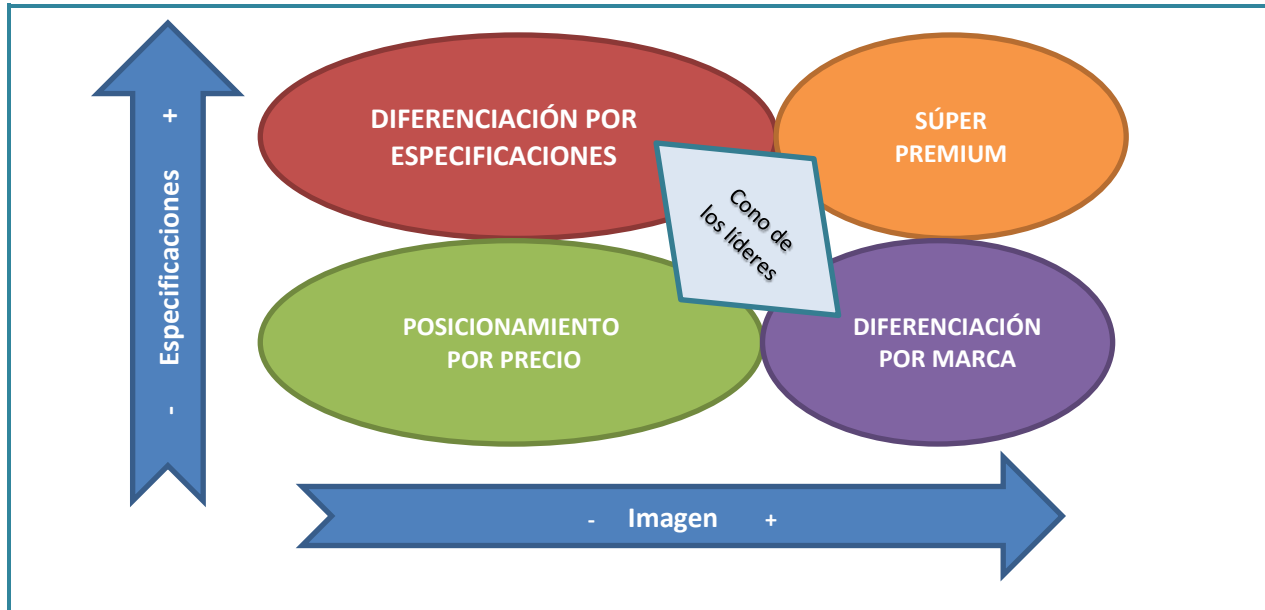 DIFERENCIACIÓN POR
ESPECIFICACIONES
SÚPER
PREMIUM
Cono de
los líderes
POSICIONAMIENTO
POR PRECIO
DIFERENCIACIÓN
POR MARCA
- Especificaciones +
- Imagen +